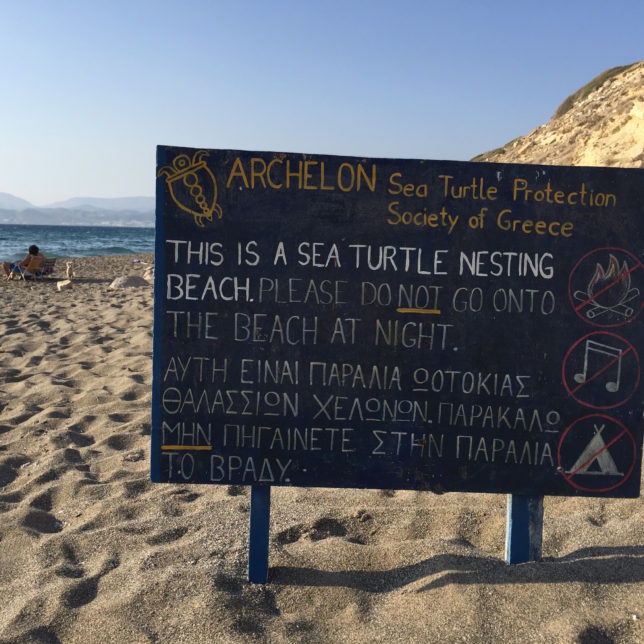 ARCHELON Sea Turtle Protection
Society of Greece
THIS IS A SEA TURTLE NESTING
BEACH. PLEASE DO NOT GO ONTO
THE BEACH AT NIGHT.
ΑΥΤΗ ΕΙΝΑΙ ΠΑΡΑΛΙΑ ΩΟΤΟΚΙΑΣ
ΘΑΛΑΣΣΙΩΝ ΧΕΛΩΝΩΝ. ΠΑΡΑΚΑΛΩ
ΜΗΝ ΠΗΓΑΙΝΕΤΕ ΣΤΗΝ ΠΑΡΑΛΙΑ
ΤΟ ΒΡΑΔΥ.